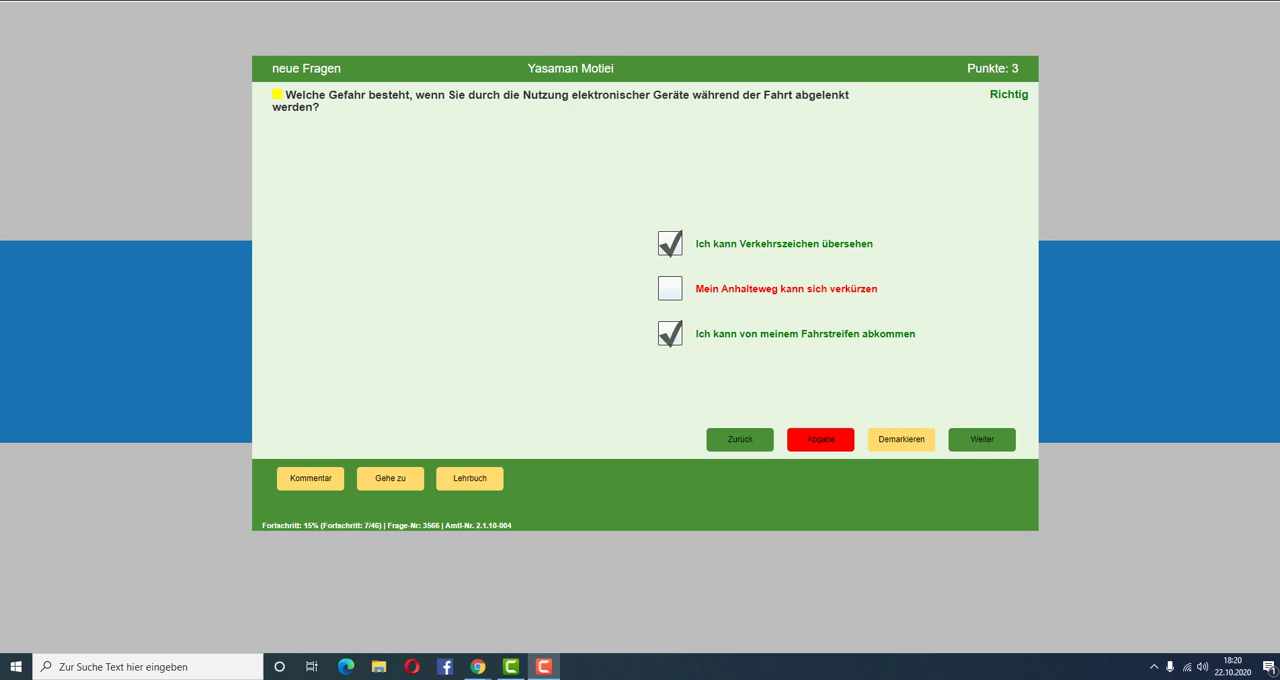 neue Fragen
Yasaman Motiei
Punkte: 3
Welche Gefahr besteht, wenn Sie durch die Nutzung elektronischer Geräte während der Fahrt abgelenkt
werden?
Richtig
Ich kann Verkehrszeichen übersehen
Mein Anhalteweg kann sich verkürzen
Ich kann von meinem Fahrstreifen abkommen
Zurück
Abgabe
Demarkieren
Weiter
Kommentar
Gehe zu
Lehrbuch
Fortschritt: 15% (Fortschritt: 7/46) | Frage-Nr: 3566 | Amtl-Nr. 2.1.10-004
Zur Suche Text hier eingeben
18:20
22.10.2020